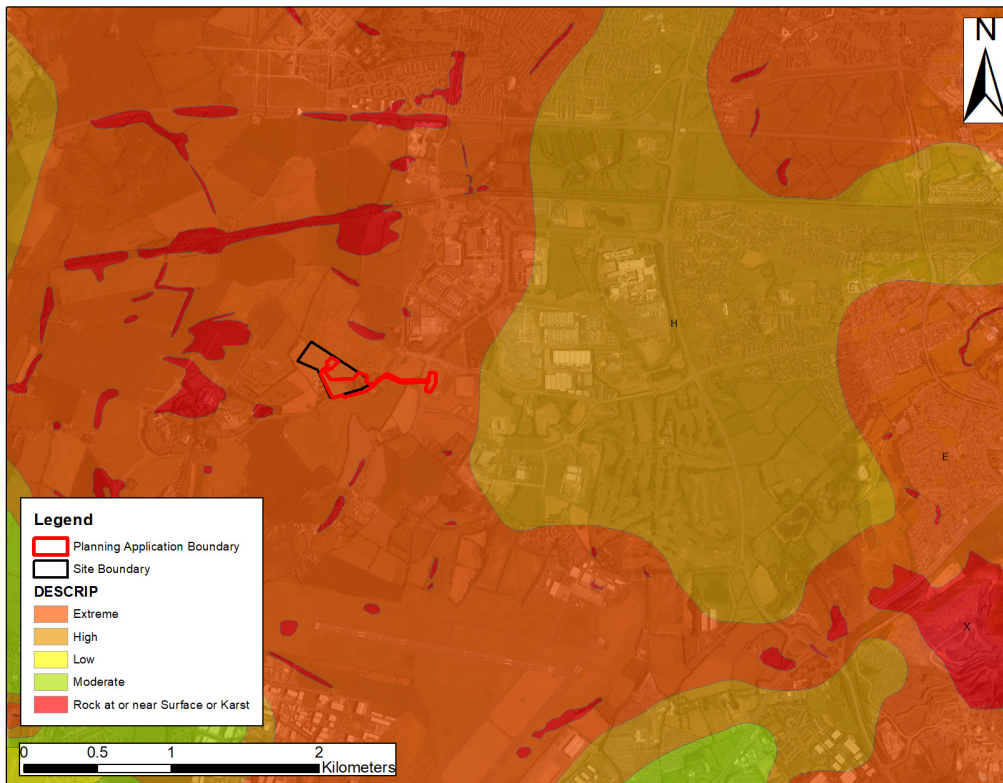 N
H
E
X
Legend
Planning Application Boundary
Site Boundary
DESCRIP
Extreme
High
Low
Moderate
Rock at or near Surface or Karst
0 0.5 1 2
Kilometers